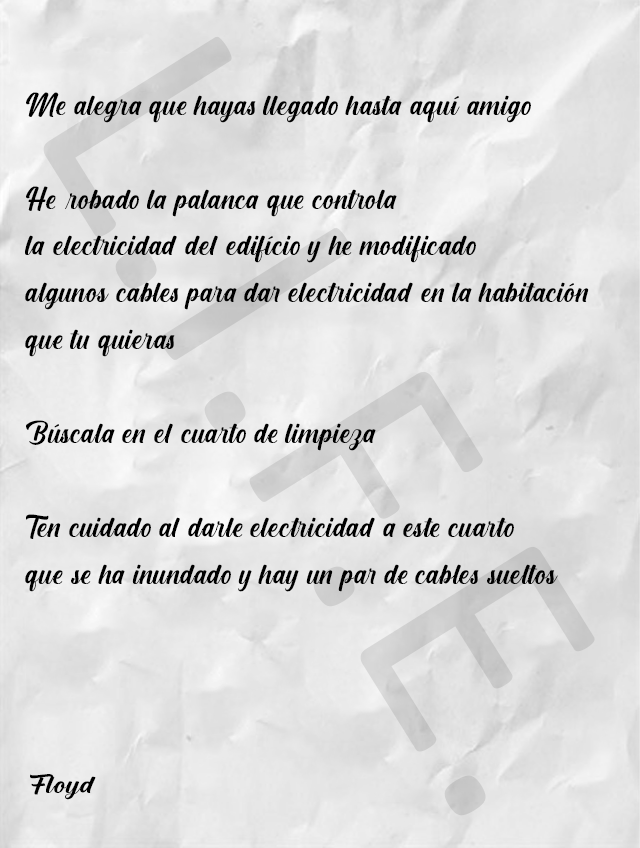 Me alegra que hayas llegado hasta aquí amigo
He robado la palanca que controla
la electricidad del edifício y he modificado
algunos cables para dar electricidad en la habitación
que tu quieras
Búscala en el cuarto de limpieza
Ten cuidado al darle electricidad a este cuarto
que se ha inundado y hay un par de cables sueltos
Floyd
L.I.F.E.